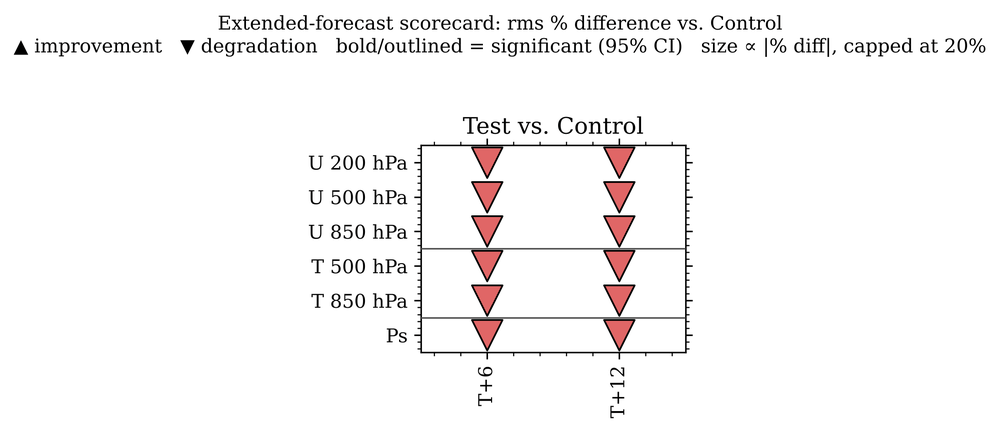 Extended-forecast scorecard: rms % difference vs. Control
▲ improvement ▼ degradation bold/outlined = significant (95% CI) size ∝ |% diff|, capped at 20%
Test vs. Control
U 200 hPa
U 500 hPa
U 850 hPa
T 500 hPa
T 850 hPa
Ps
T+6
T+12